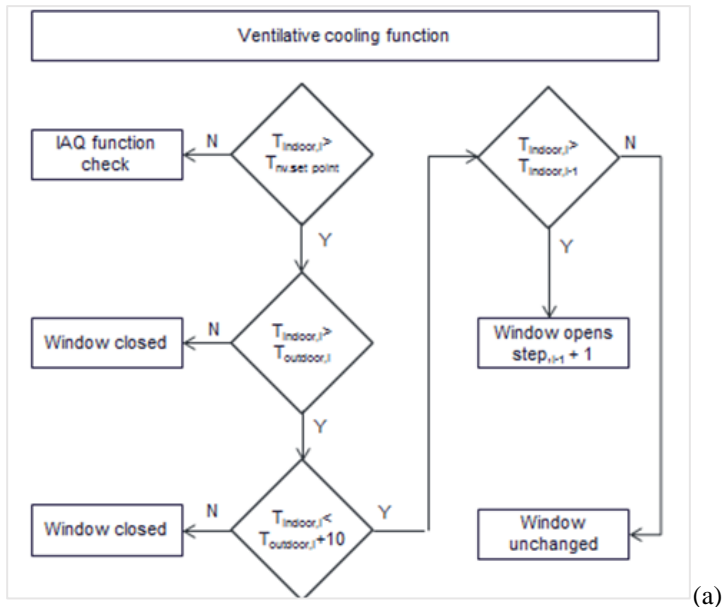 Ventilative cooling function
IAQ function
check
N
Tindoor,i>
Tnv.set point
Y
Window closed
N
Tindoor,i>
Toutdoor,i
Y
Window closed
N
Tindoor,i<
Toutdoor,i+10
Y
Tindoor,i>
Tindoor,i-1
N
Y
Window opens
step,i-1 + 1
Window
unchanged
(a)